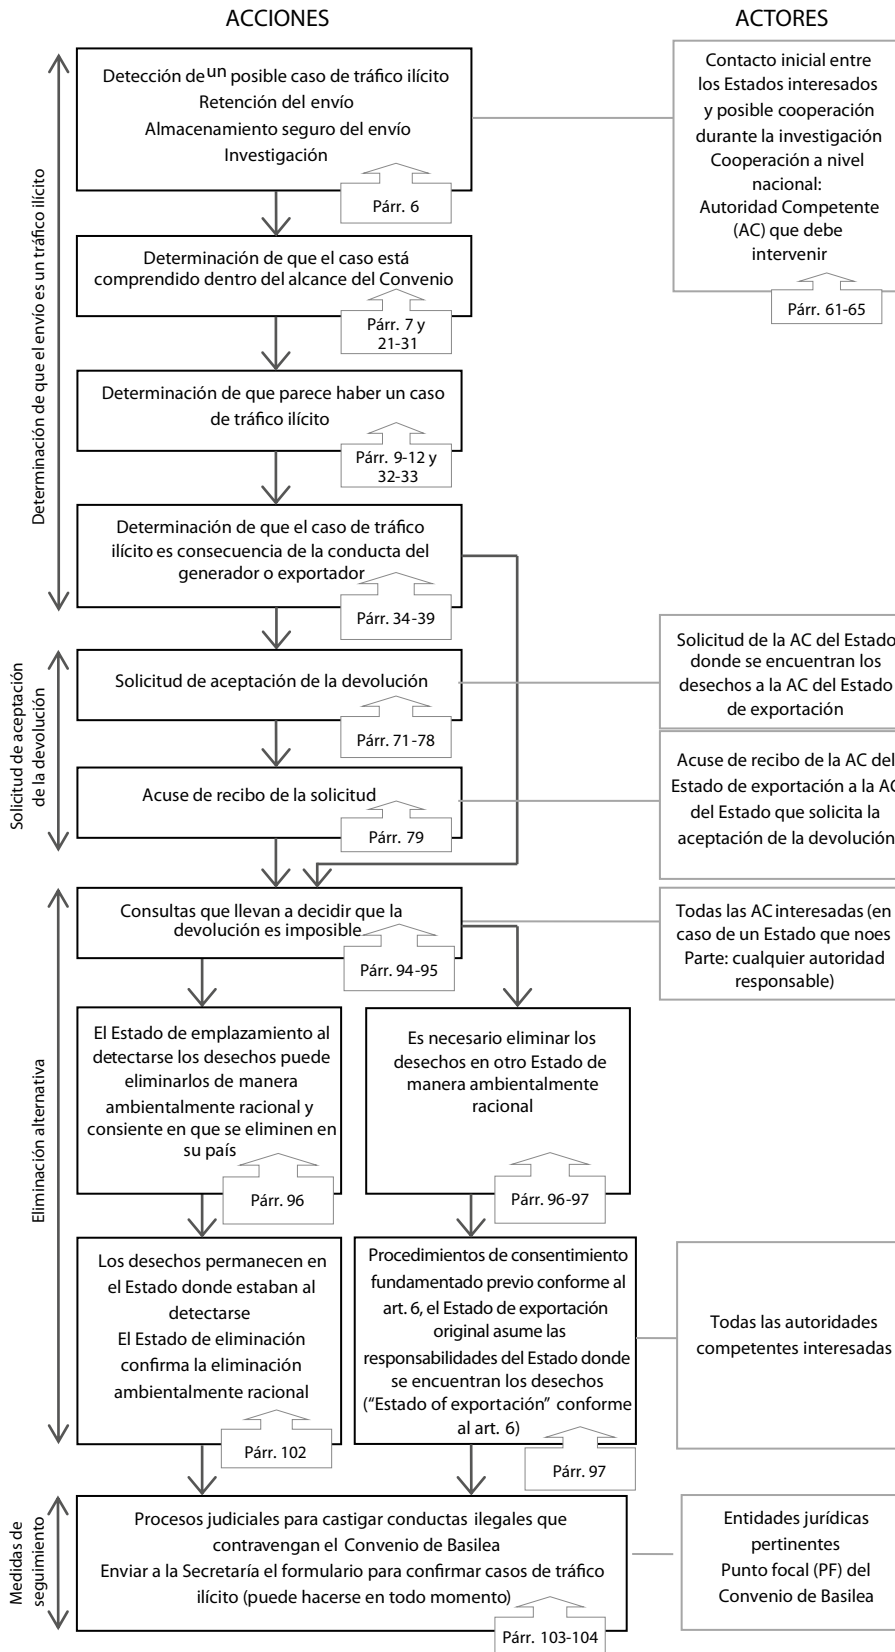 ACCIONES
ACTORES
Determinación de que el envío es un tráfico ilícito
Detección de un posible caso de tráfico ilícito
Retención del envío
Almacenamiento seguro del envío
Investigación
Párr. 6
Contacto inicial entre
los Estados interesados
y posible cooperación
durante la investigación
Cooperación a nivel
nacional:
Autoridad Competente
(AC) que debe
intervenir
Párr. 61-65
Determinación de que el caso está
comprendido dentro del alcance del Convenio
Párr. 7 y
21-31
Determinación de que parece haber un caso
de tráfico ilícito
Párr. 9-12 y
32-33
Determinación de que el caso de tráfico
ilícito es consecuencia de la conducta del
generador o exportador
Párr. 34-39
Solicitud de aceptación
de la devolución
Solicitud de aceptación de la devolución
Párr. 71-78
Solicitud de la AC del Estado
donde se encuentran los
desechos a la AC del Estado
de exportación
Acuse de recibo de la solicitud
Párr. 79
Acuse de recibo de la AC del
Estado de exportación a la AC
del Estado que solicita la
aceptación de la devolución
Eliminación alternativa
Consultas que llevan a decidir que la
devolución es imposible
Párr. 94-95
Todas las AC interesadas (en
caso de un Estado que noes
Parte: cualquier autoridad
responsable)
El Estado de emplazamiento al
detectarse los desechos puede
eliminarlos de manera
ambientalmente racional y
consiente en que se eliminen en
su país
Párr. 96
Es necesario eliminar los
desechos en otro Estado de
manera ambientalmente
racional
Párr. 96-97
Los desechos permanecen en
el Estado donde estaban al
detectarse
El Estado de eliminación
confirma la eliminación
ambientalmente racional
Párr. 102
Procedimientos de consentimiento
fundamentado previo conforme al
art. 6, el Estado de exportación
original asume las
responsabilidades del Estado donde
se encuentran los desechos
("Estado of exportación" conforme
al art. 6)
Párr. 97
Todas las autoridades
competentes interesadas
Medidas de
seguimiento
Procesos judiciales para castigar conductas ilegales que
contravengan el Convenio de Basilea
Enviar a la Secretaría el formulario para confirmar casos de tráfico
ilícito (puede hacerse en todo momento)
Párr. 103-104
Entidades jurídicas
pertinentes
Punto focal (PF) del
Convenio de Basilea